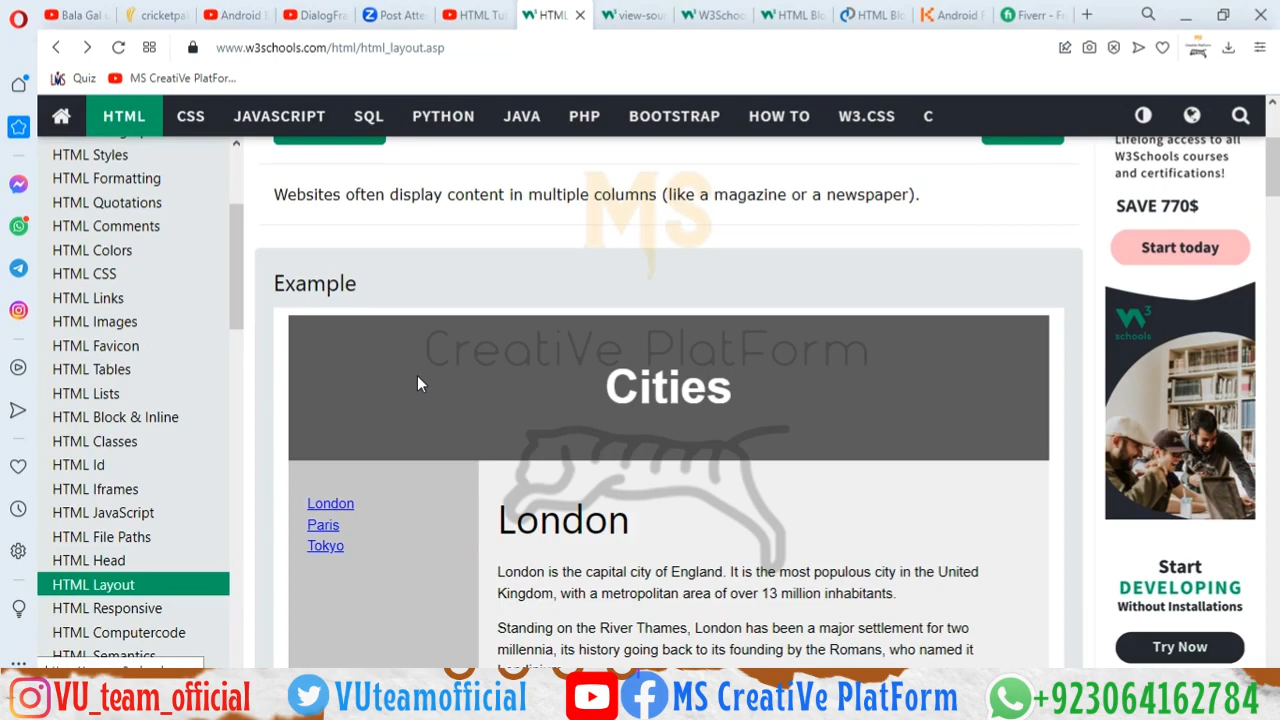 Bala Gal
cricketpa
Android
DialogFra
Post Atte
HTML Tu
HTML
view-sou
W3Schoo
HTML Blo
HTML Blo
Android F
Fiverr - F
www.w3schools.com/html/html_layout.asp
Quiz
MS CreatiVe PlatFor...
HTML
CSS
JAVASCRIPT
SQL
PYTHON
JAVA
PHP
BOOTSTRAP
HOW TO
W3.CSS
C
HTML Styles
HTML Formatting
HTML Quotations
HTML Comments
HTML Colors
HTML CSS
HTML Links
HTML Images
HTML Favicon
HTML Tables
HTML Lists
HTML Block & Inline
HTML Classes
HTML Id
HTML Iframes
HTML JavaScript
HTML File Paths
HTML Head
HTML Layout
HTML Responsive
HTML Computercode
HTML Semantics
Websites often display content in multiple columns (like a magazine or a newspaper).
MS
Example
CreatiVe PlatForm
Cities
London
Paris
Tokyo
London
London is the capital city of England. It is the most populous city in the United
Kingdom, with a metropolitan area of over 13 million inhabitants.
Standing on the River Thames, London has been a major settlement for two
millennia, its history going back to its founding by the Romans, who named it
Lifelong access to all
W3Schools courses
and certifications!
SAVE 770$
Start today
W3
schools
Start
DEVELOPING
Without Installations
Try Now
VU_team_official
VUteamofficial
MS CreatiVe PlatForm
+923064162784